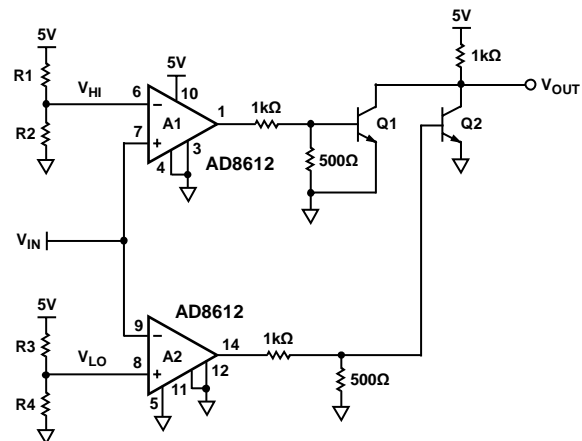 5V
R1
R2
V_HI
6
7
5V
10
A1
4
3
1
AD8612
1kΩ
500Ω
Q1
5V
1kΩ
V_OUT
Q2
V_IN
5V
R3
R4
V_LO
AD8612
9
8
A2
5
11
12
14
1kΩ
500Ω
−
+
−
+